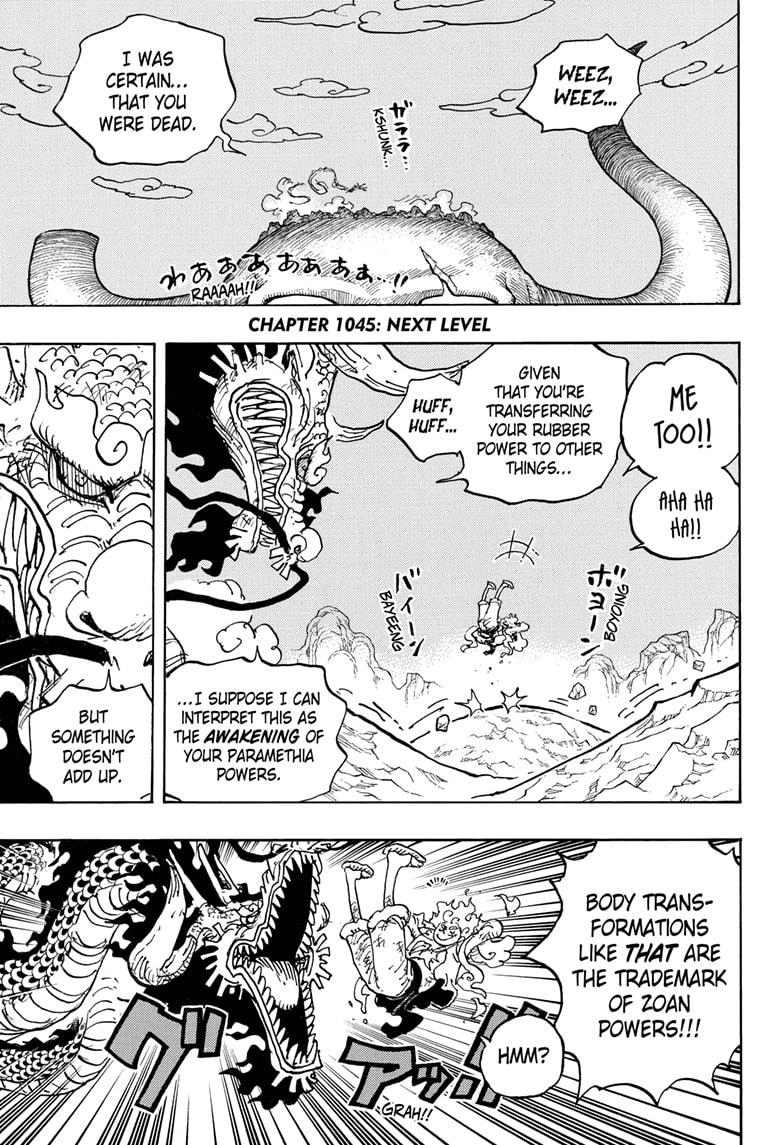 WEEZ,
WEEZ...
I WAS
CERTAIN...
THAT YOU
WERE DEAD.
ガララ...
KSHUNK...
わあああああぁ...!!
RAAAAH!!
CHAPTER 1045: NEXT LEVEL
ME
TOO!!
AHA HA
HA!!
GIVEN
THAT YOU'RE
TRANSFERRING
YOUR RUBBER
POWER TO OTHER
THINGS...
HUFF,
HUFF...
ボヨーン
BOYOING
バイーン
BAYEENG
...I SUPPOSE I CAN
INTERPRET THIS AS
THE AWAKENING OF
YOUR PARAMETHIA
POWERS.
BUT
SOMETHING
DOESN'T
ADD UP.
BODY TRANS-
FORMATIONS
LIKE THAT ARE
THE TRADEMARK
OF ZOAN
POWERS!!!
HMM?
グアッ!!
GRAH!!